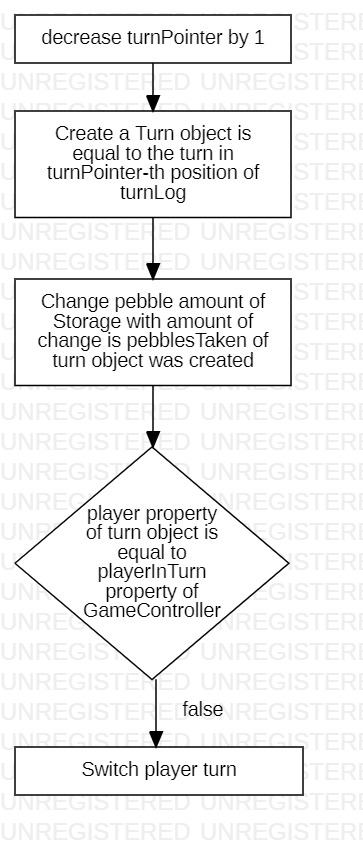 decrease turnPointer by 1
Create a Turn object is
equal to the turn in
turnPointer-th position of
turnLog
Change pebble amount of
Storage with amount of
change is pebblesTaken of
turn object was created
player property
of turn object is
equal to
playerInTurn
property of
GameController
false
Switch player turn